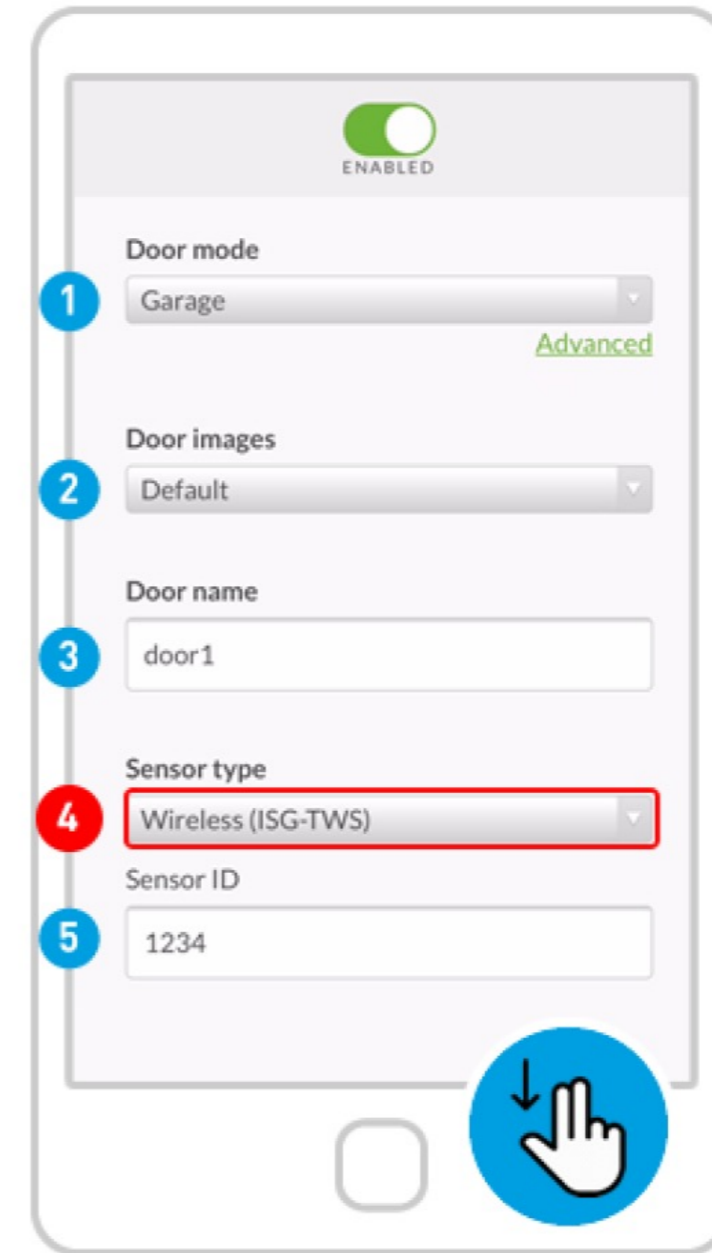 ENABLED
Door mode
1
Garage
Advanced
Door images
2
Default
Door name
3
door1
Sensor type
4
Wireless (ISG-TWS)
Sensor ID
5
1234